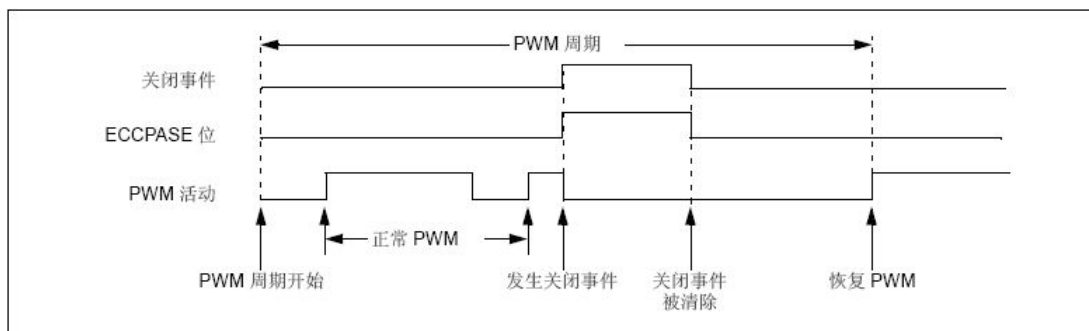 PWM 周期
关闭事件
ECCPASE 位
PWM 活动
正常 PWM
PWM 周期开始
发生关闭事件
关闭事件
被清除
恢复 PWM